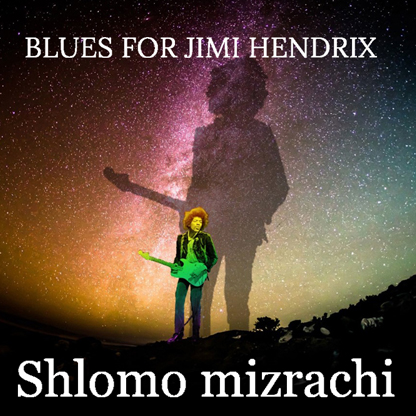 BLUES FOR JIMI HENDRIX
Shlomo mizrachi